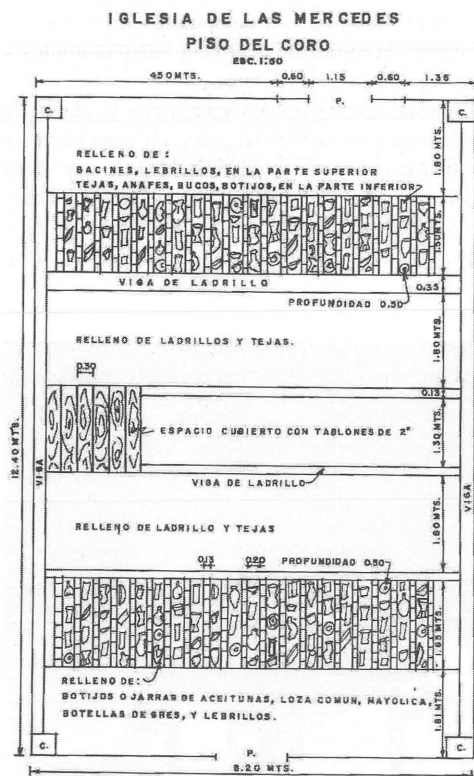 IGLESIA DE LAS MERCEDES
PISO DEL CORO
ESC. 1:50
4.50 MTS. 0.60 1.15 0.60 1.35
C. P. C.
1.80 MTS.
RELLENO DE:
BACINES, LEBRILLOS, EN LA PARTE SUPERIOR
TEJAS, ANAFES, BUCOS, BOTIJOS, EN LA PARTE INFERIOR
1.50 MTS.
VIGA DE LADRILLO
0.35
PROFUNDIDAD 0.50
RELLENO DE LADRILLOS Y TEJAS.
1.80 MTS.
0.30
0.13
ESPACIO CUBIERTO CON TABLONES DE 2"
1.30 MTS.
12.40 MTS.
VIGA
VIGA
VIGA DE LADRILLO
RELLENO DE LADRILLO Y TEJAS
1.80 MTS.
0.13 0.20 PROFUNDIDAD 0.50
1.65 MTS.
RELLENO DE:
BOTIJOS O JARRAS DE ACEITUNAS, LOZA COMUN, MAYOLICA,
BOTELLAS DE GRES, Y LEBRILLOS.
1.81 MTS.
C. P. C.
8.20 MTS.